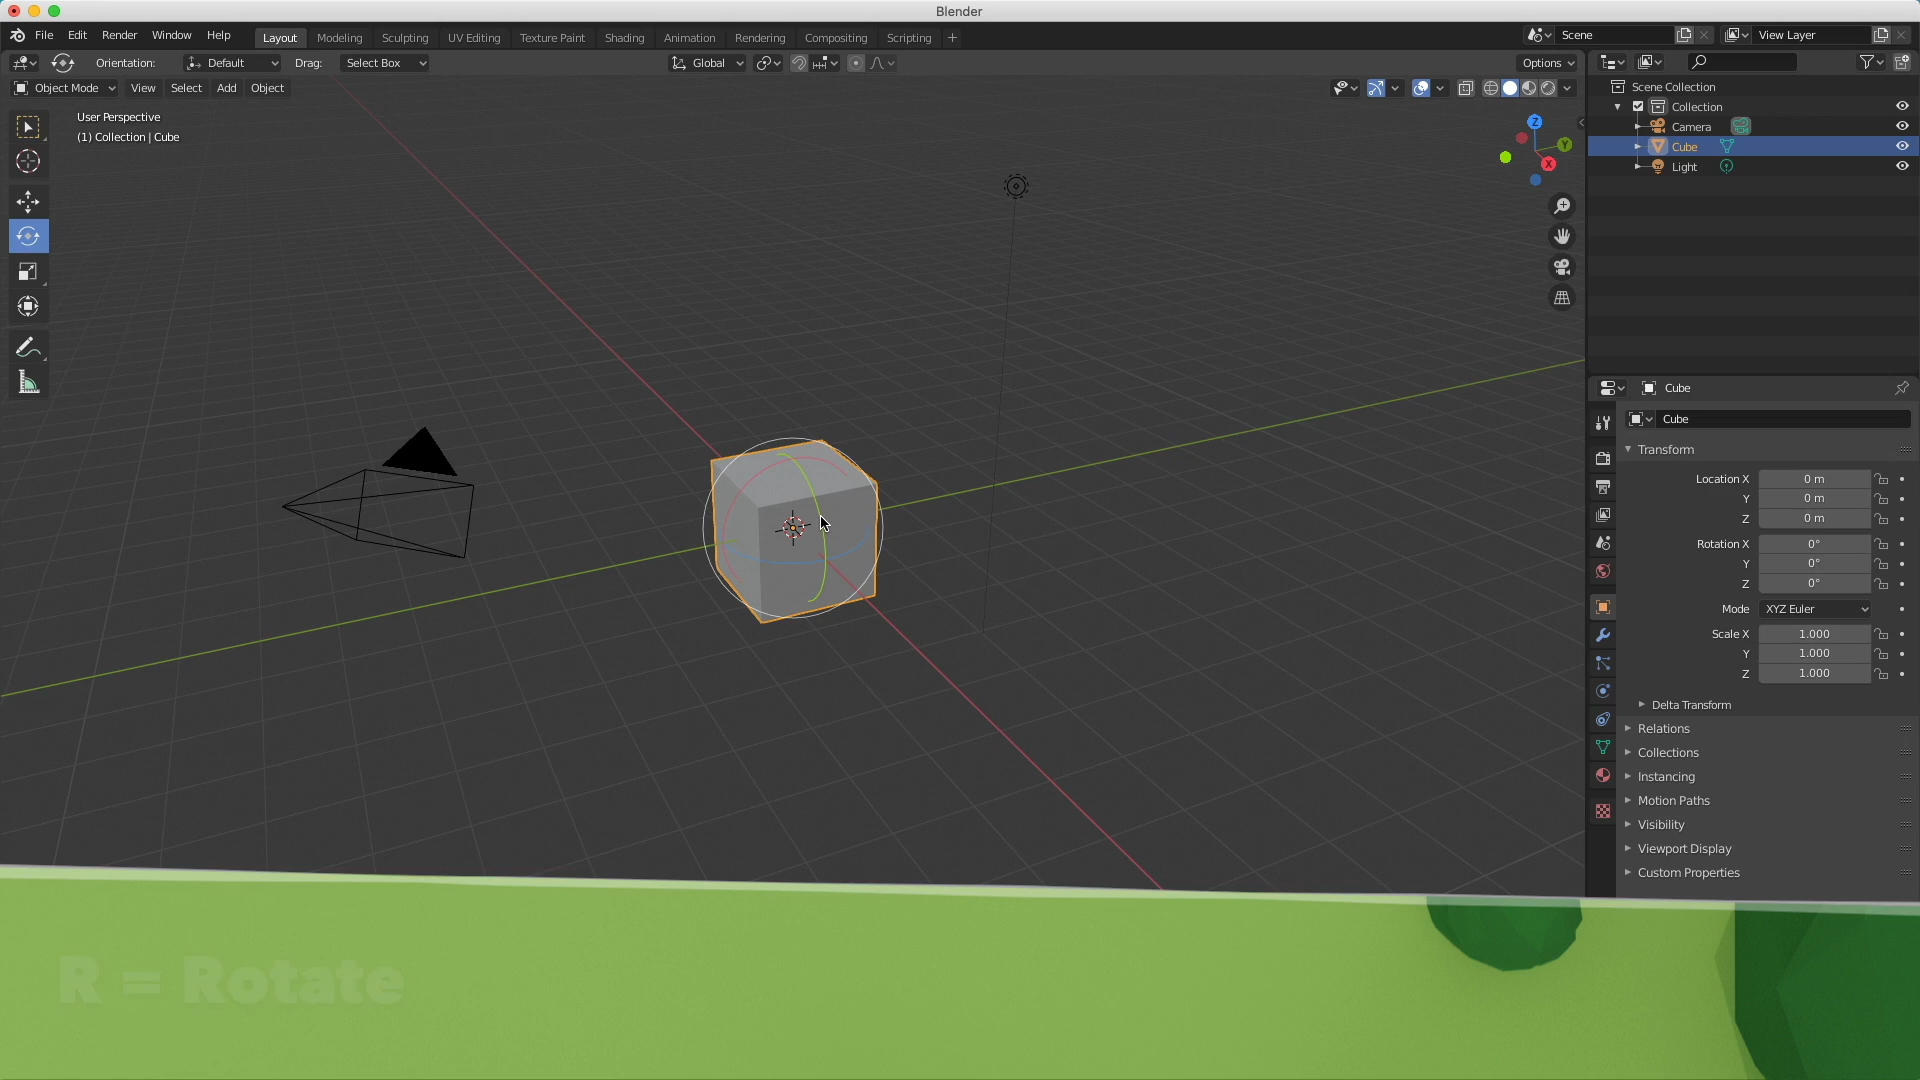 Blender
File Edit Render Window Help
Layout Modeling Sculpting UV Editing Texture Paint Shading Animation Rendering Compositing Scripting +
Scene
View Layer
Orientation: Default Drag: Select Box
Global
Options
Object Mode View Select Add Object
User Perspective
(1) Collection | Cube
Z
Y
X
Scene Collection
Collection
Camera
Cube
Light
Cube
Cube
Transform
Location X 0 m
Y 0 m
Z 0 m
Rotation X 0°
Y 0°
Z 0°
Mode XYZ Euler
Scale X 1.000
Y 1.000
Z 1.000
Delta Transform
Relations
Collections
Instancing
Motion Paths
Visibility
Viewport Display
Custom Properties
R = Rotate